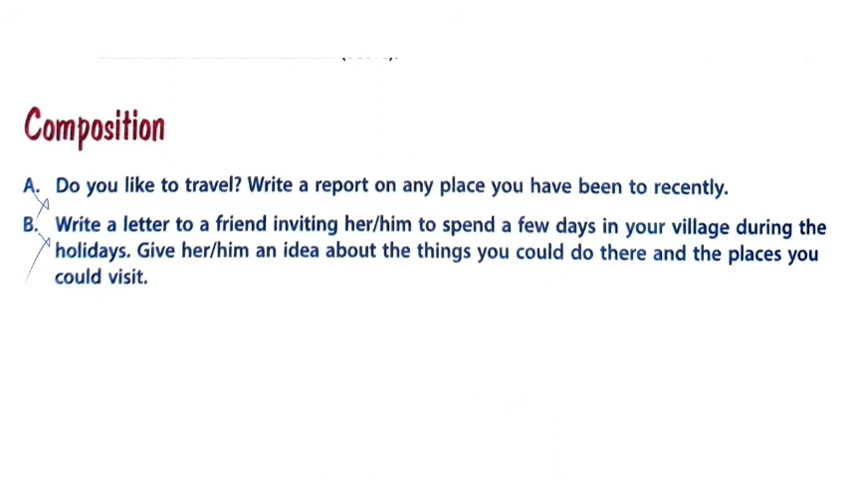 Composition
A. Do you like to travel? Write a report on any place you have been to recently.
B. Write a letter to a friend inviting her/him to spend a few days in your village during the
holidays. Give her/him an idea about the things you could do there and the places you
could visit.